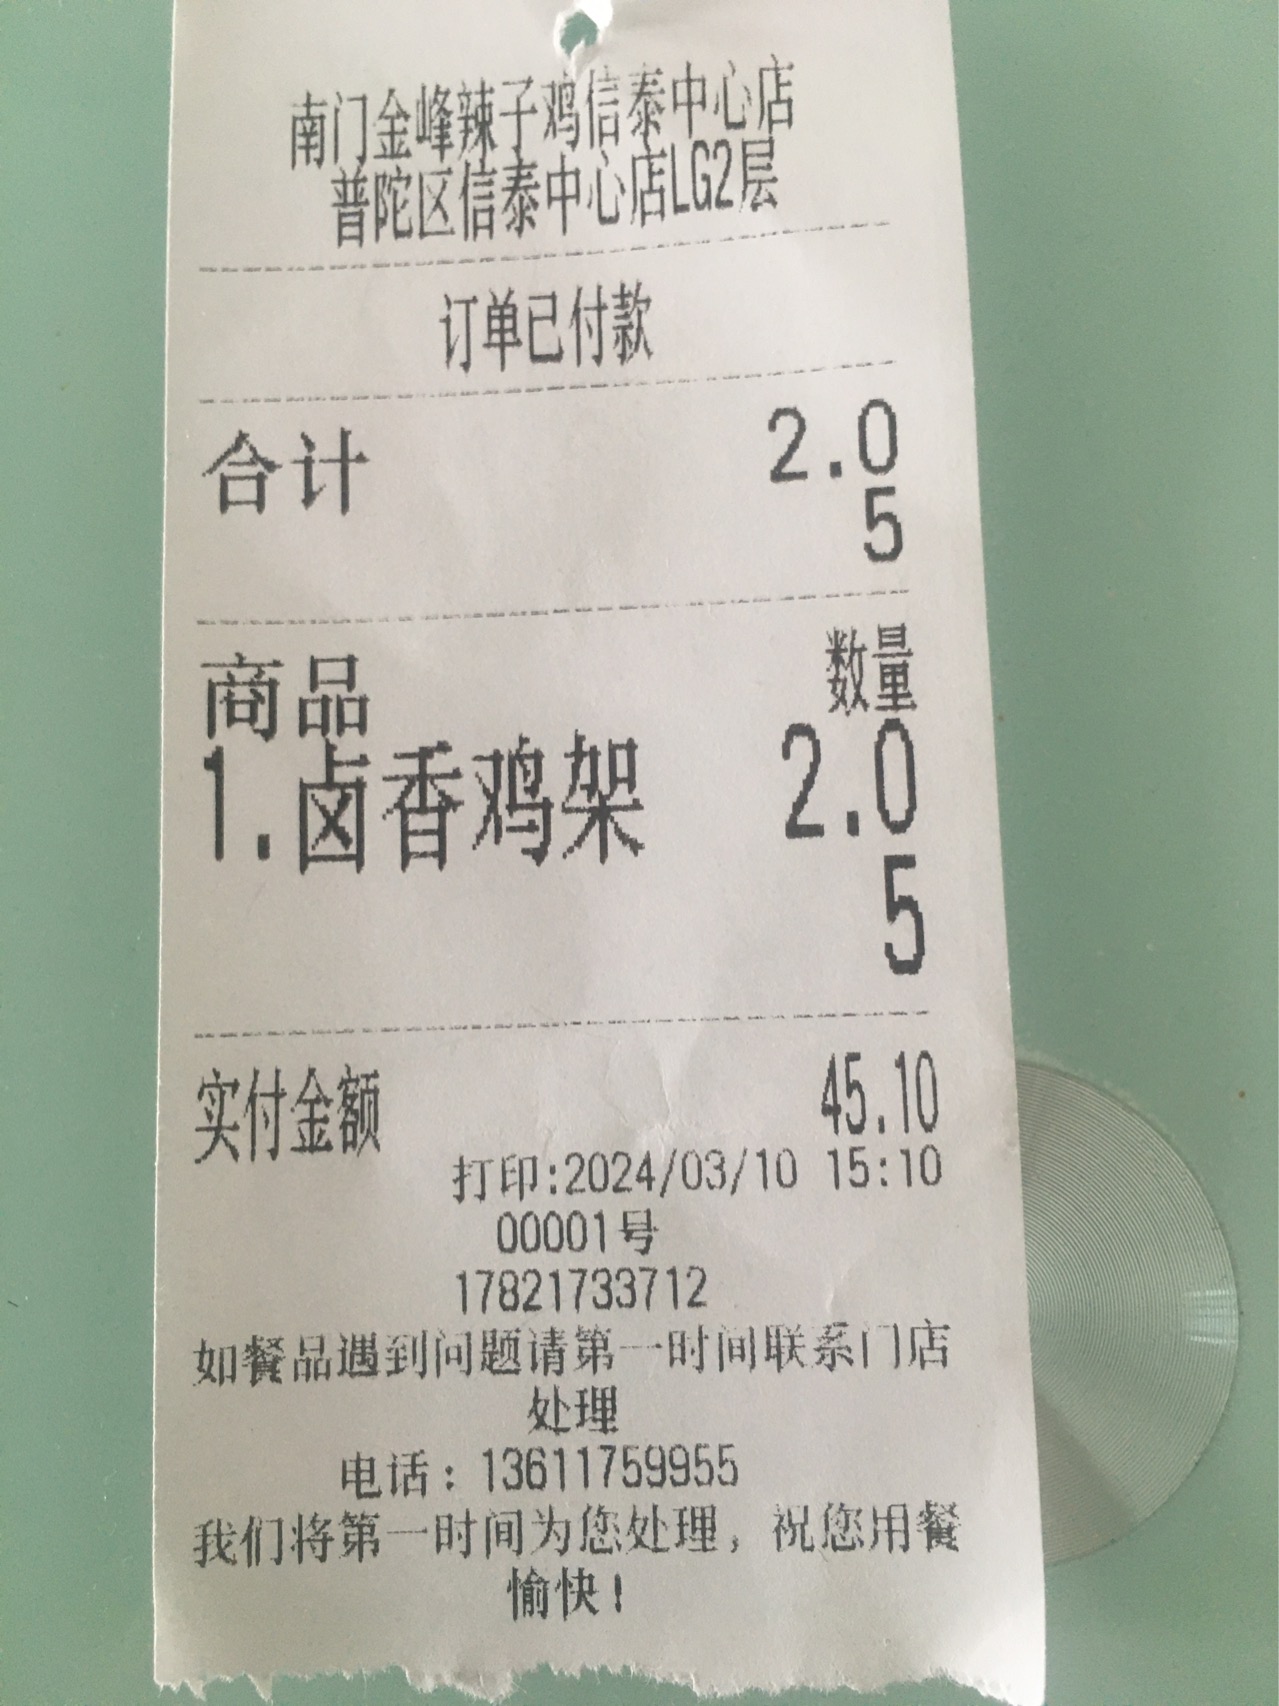 南门金峰辣子鸡信泰中心店
普陀区信泰中心店LG2层
订单已付款
合计 2.0
5
商品 数量
1.卤香鸡架 2.0
5
实付金额 45.10
打印:2024/03/10 15:10
00001号
17821733712
如餐品遇到问题请第一时间联系门店
处理
电话：13611759955
我们将第一时间为您处理，祝您用餐
愉快！